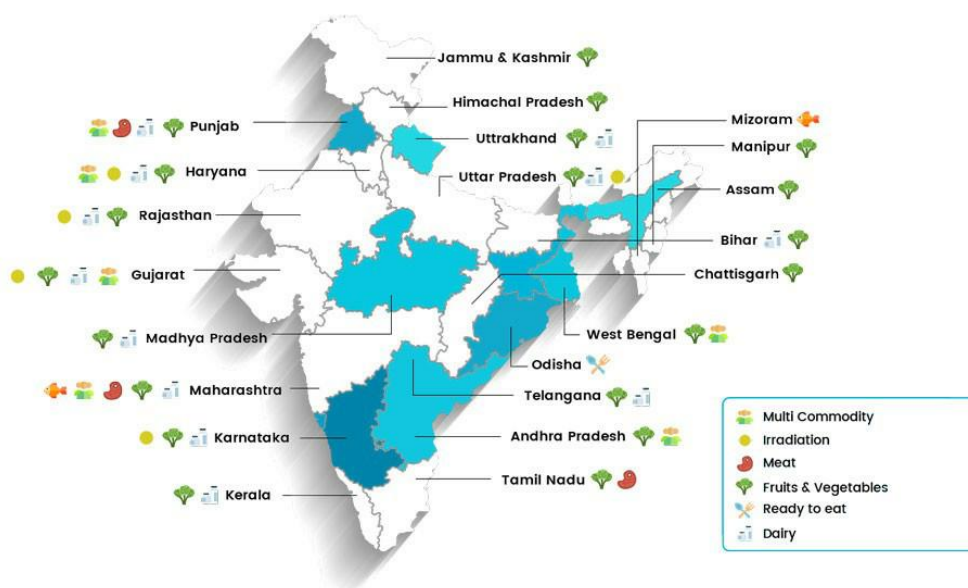 Jammu & Kashmir
Himachal Pradesh
Punjab
Uttrakhand
Mizoram
Manipur
Haryana
Uttar Pradesh
Assam
Rajasthan
Bihar
Gujarat
Chattisgarh
Madhya Pradesh
West Bengal
Odisha
Maharashtra
Telangana
Karnataka
Andhra Pradesh
Kerala
Tamil Nadu
Multi Commodity
Irradiation
Meat
Fruits & Vegetables
Ready to eat
Dairy